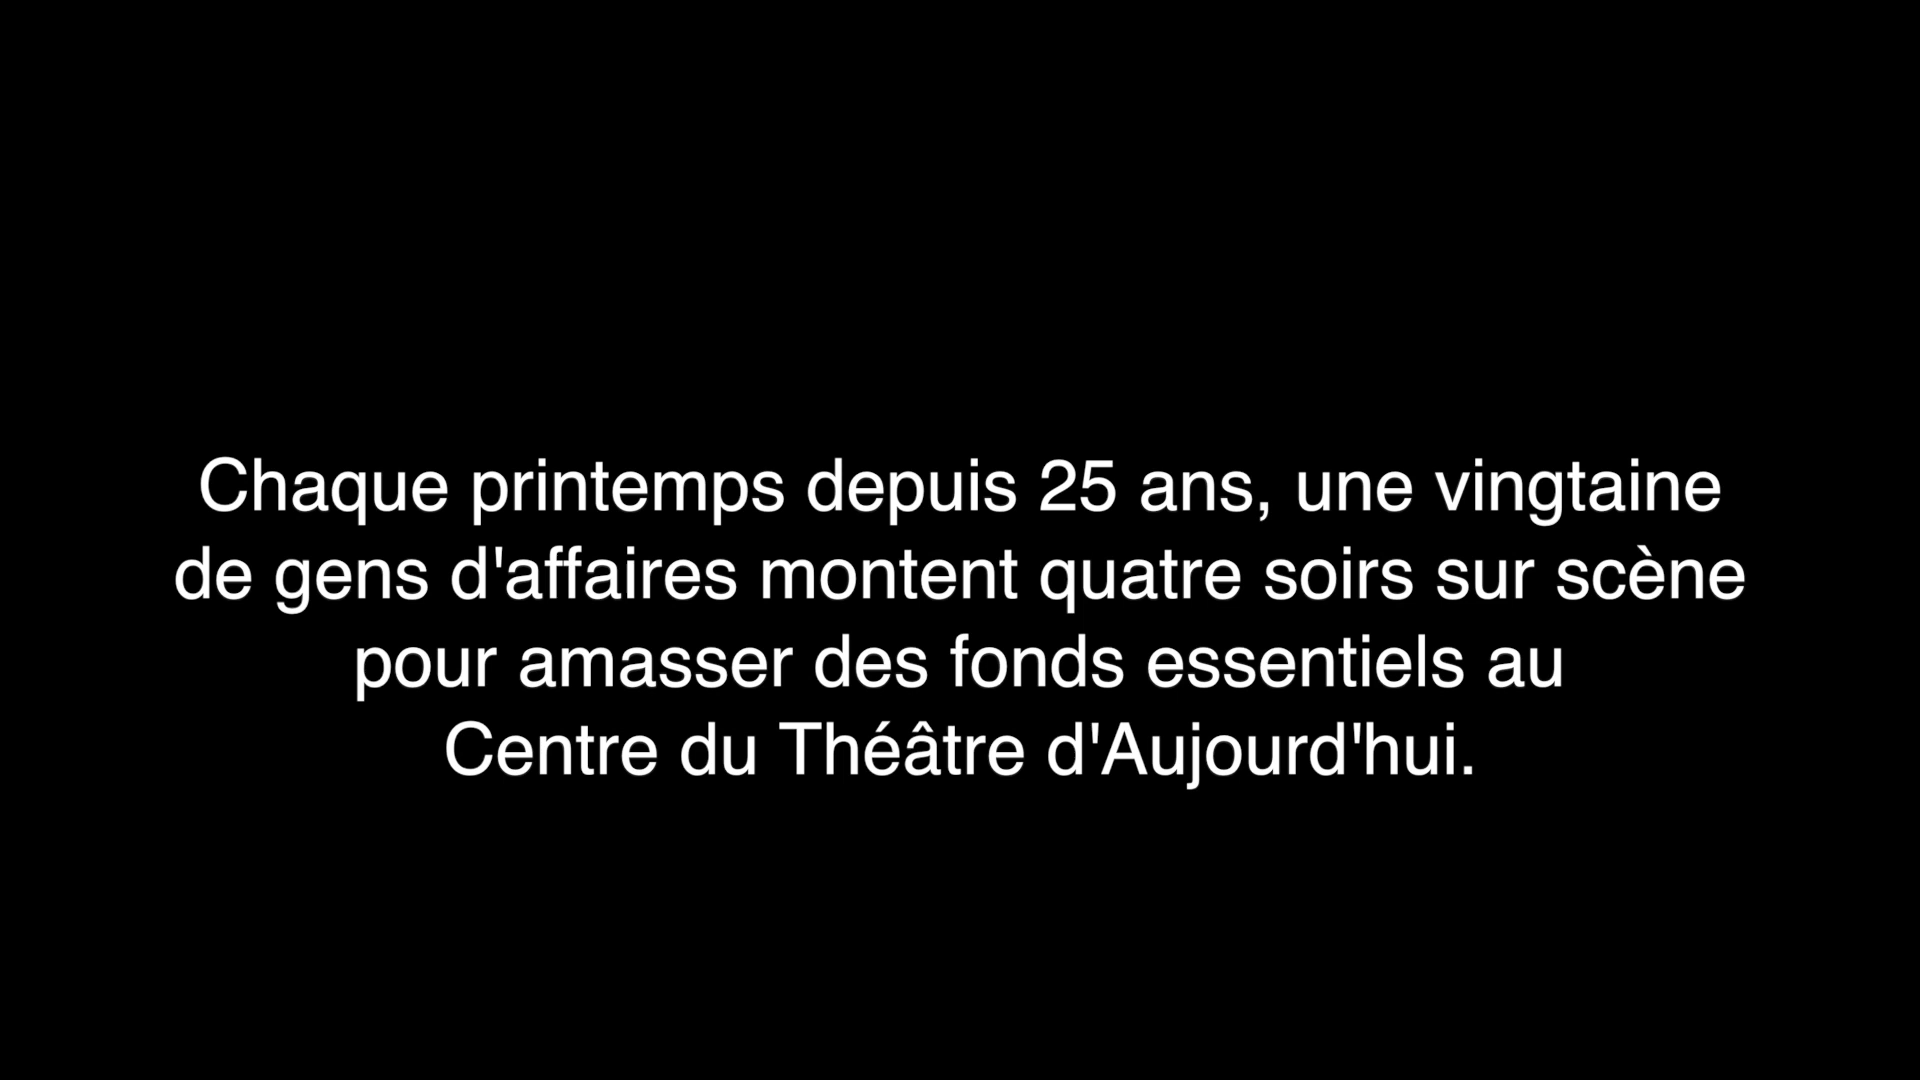 Chaque printemps depuis 25 ans, une vingtaine
de gens d'affaires montent quatre soirs sur scène
pour amasser des fonds essentiels au
Centre du Théâtre d'Aujourd'hui.